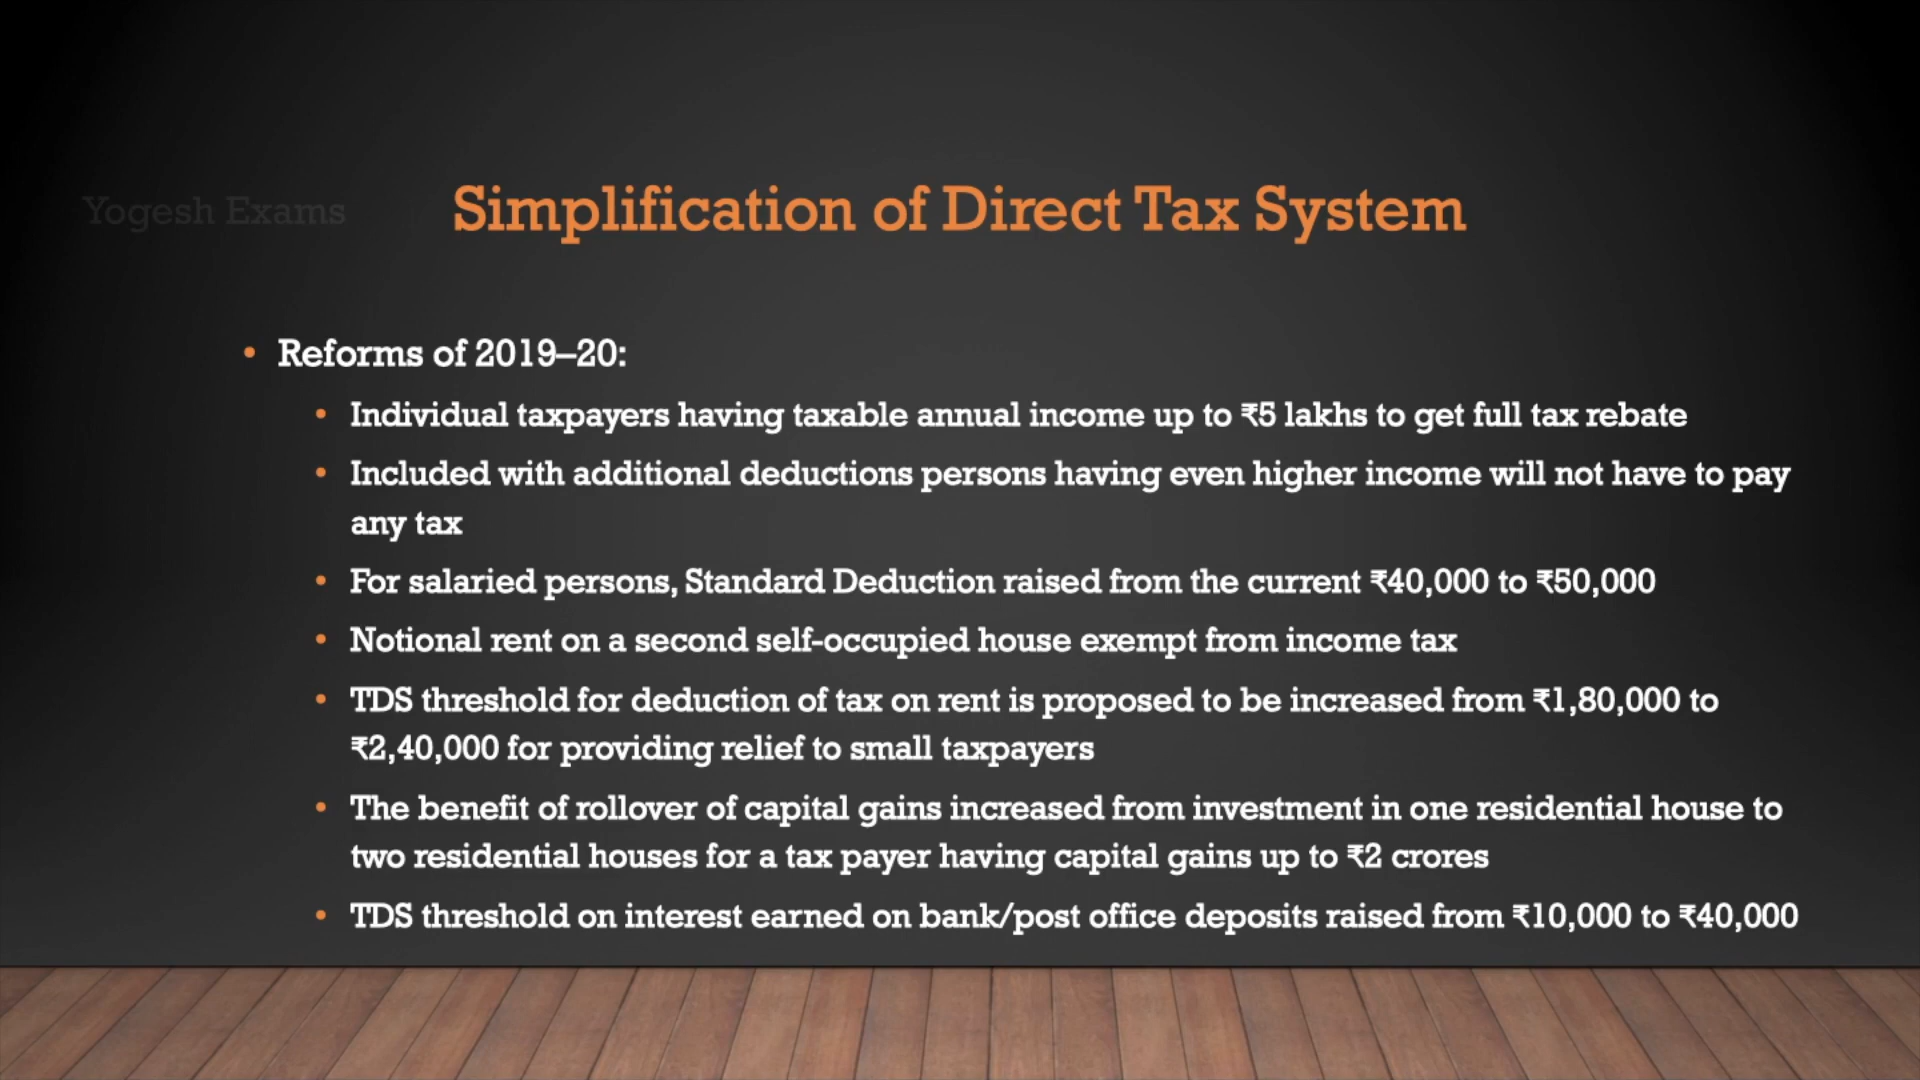 Yogesh Exams
Simplification of Direct Tax System
• Reforms of 2019–20:
• Individual taxpayers having taxable annual income up to ₹5 lakhs to get full tax rebate
• Included with additional deductions persons having even higher income will not have to pay
any tax
• For salaried persons, Standard Deduction raised from the current ₹40,000 to ₹50,000
• Notional rent on a second self-occupied house exempt from income tax
• TDS threshold for deduction of tax on rent is proposed to be increased from ₹1,80,000 to
₹2,40,000 for providing relief to small taxpayers
• The benefit of rollover of capital gains increased from investment in one residential house to
two residential houses for a tax payer having capital gains up to ₹2 crores
• TDS threshold on interest earned on bank/post office deposits raised from ₹10,000 to ₹40,000